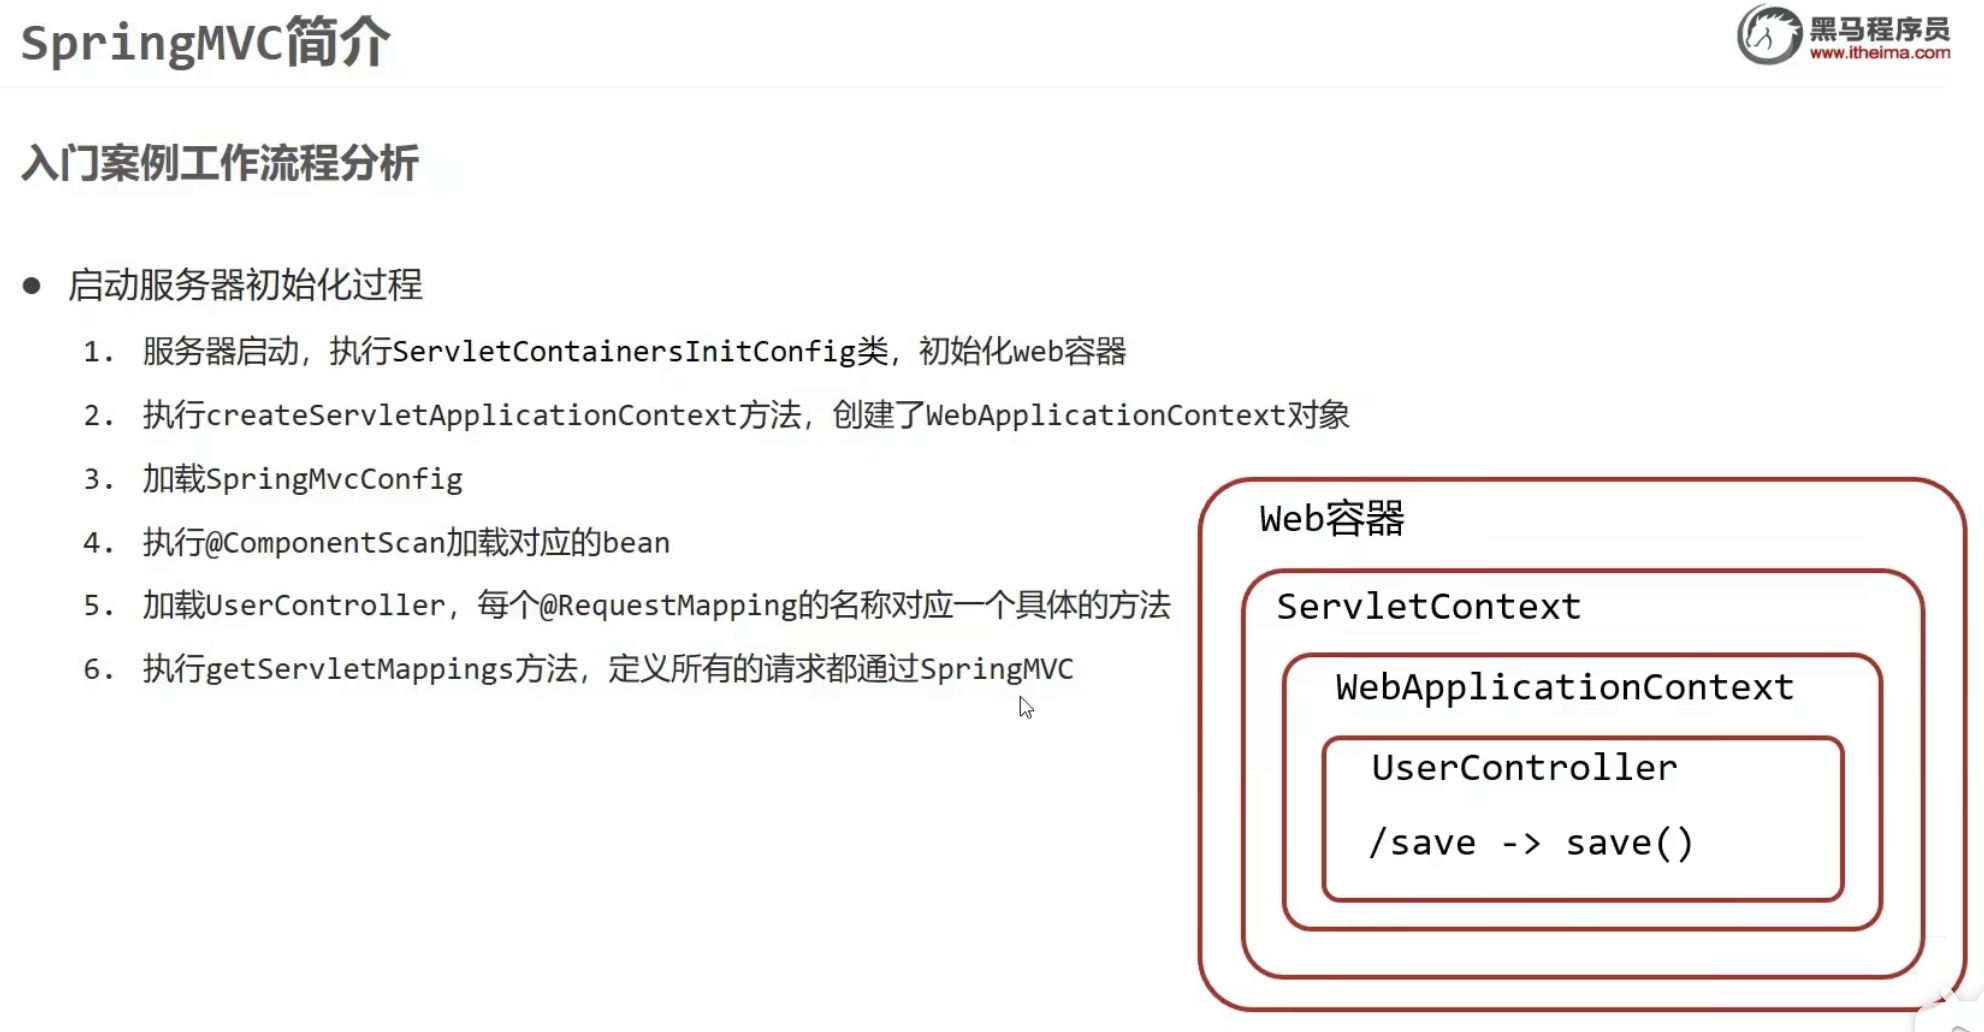 SpringMVC简介
黑马程序员
www.itheima.com
入门案例工作流程分析
● 启动服务器初始化过程
1. 服务器启动，执行ServletContainersInitConfig类，初始化web容器
2. 执行createServletApplicationContext方法，创建了WebApplicationContext对象
3. 加载SpringMvcConfig
4. 执行@ComponentScan加载对应的bean
5. 加载UserController，每个@RequestMapping的名称对应一个具体的方法
6. 执行getServletMappings方法，定义所有的请求都通过SpringMVC
Web容器
ServletContext
WebApplicationContext
UserController
/save -> save()